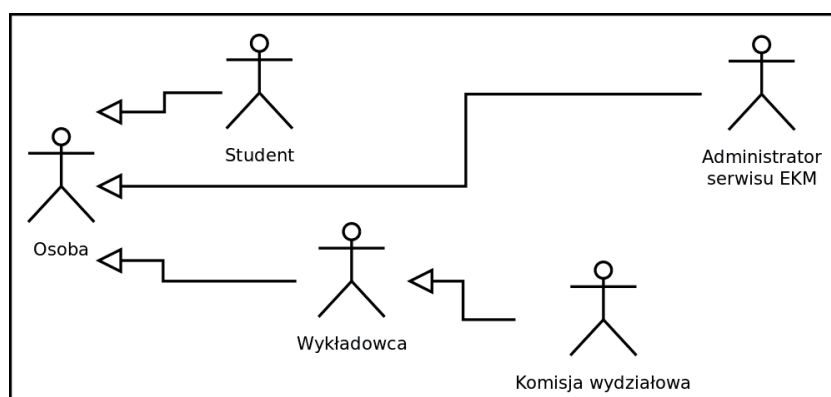 Student
Administrator
serwisu EKM
Osoba
Wykładowca
Komisja wydziałowa